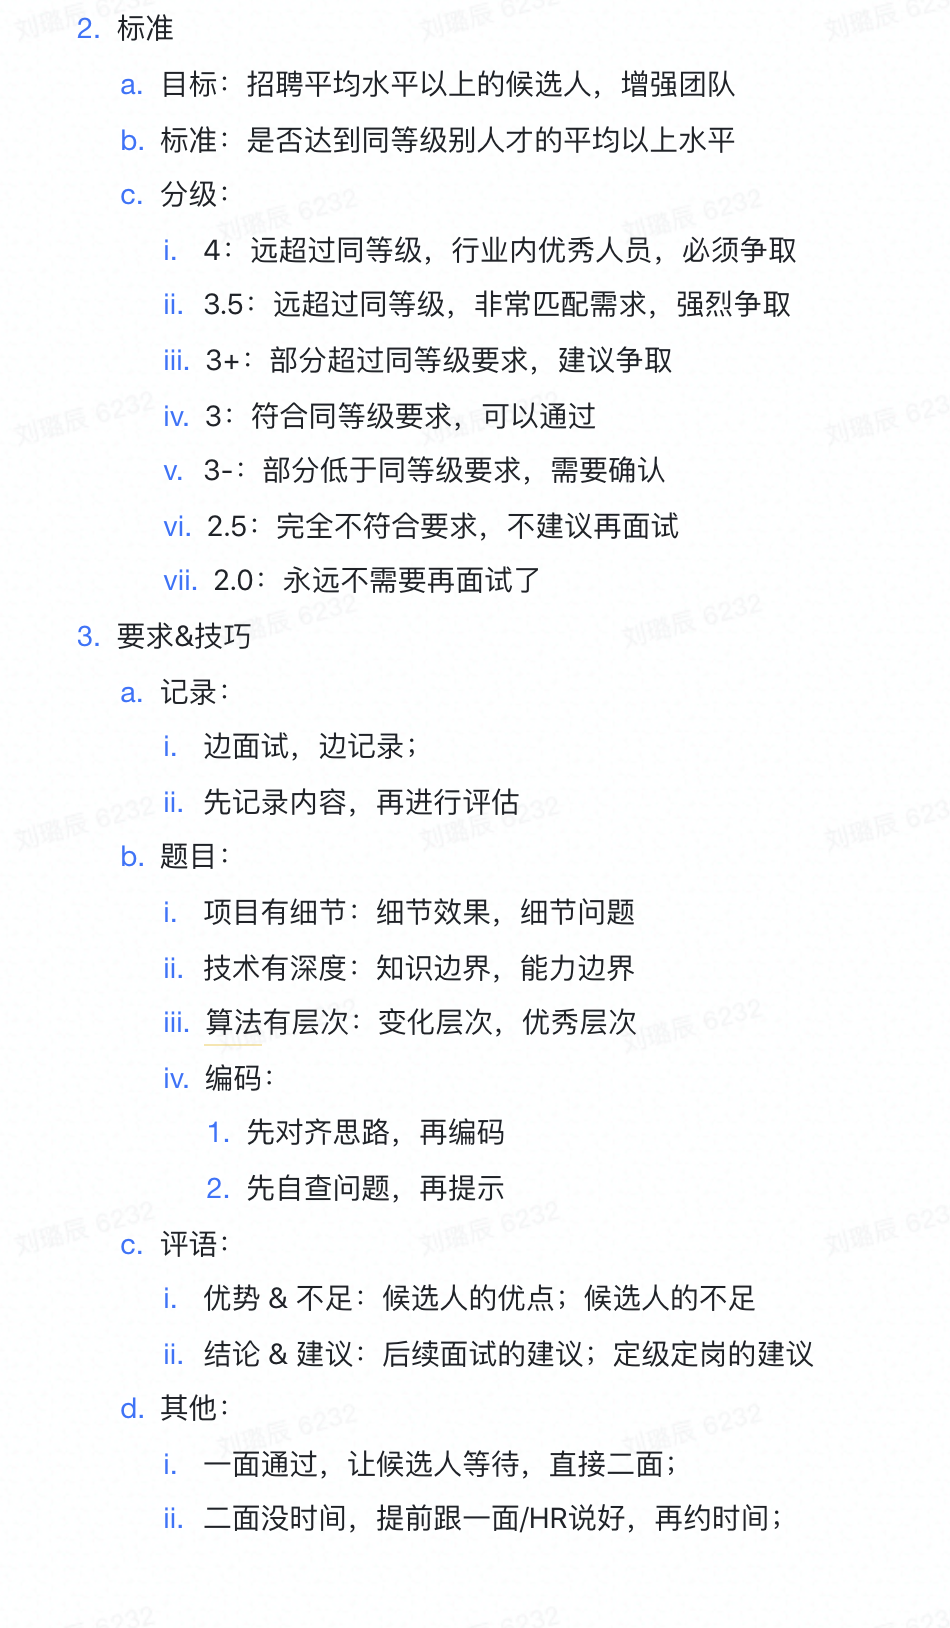 2. 标准
a. 目标：招聘平均水平以上的候选人，增强团队
b. 标准：是否达到同等级别人才的平均以上水平
c. 分级：
i. 4：远超过同等级，行业内优秀人员，必须争取
ii. 3.5：远超过同等级，非常匹配需求，强烈争取
iii. 3+：部分超过同等级要求，建议争取
iv. 3：符合同等级要求，可以通过
v. 3-：部分低于同等级要求，需要确认
vi. 2.5：完全不符合要求，不建议再面试
vii. 2.0：永远不需要再面试了
3. 要求&技巧
a. 记录：
i. 边面试，边记录；
ii. 先记录内容，再进行评估
b. 题目：
i. 项目有细节：细节效果，细节问题
ii. 技术有深度：知识边界，能力边界
iii. 算法有层次：变化层次，优秀层次
iv. 编码：
1. 先对齐思路，再编码
2. 先自查问题，再提示
c. 评语：
i. 优势 & 不足：候选人的优点；候选人的不足
ii. 结论 & 建议：后续面试的建议；定级定岗的建议
d. 其他：
i. 一面通过，让候选人等待，直接二面；
ii. 二面没时间，提前跟一面/HR说好，再约时间；
刘璐辰 6232